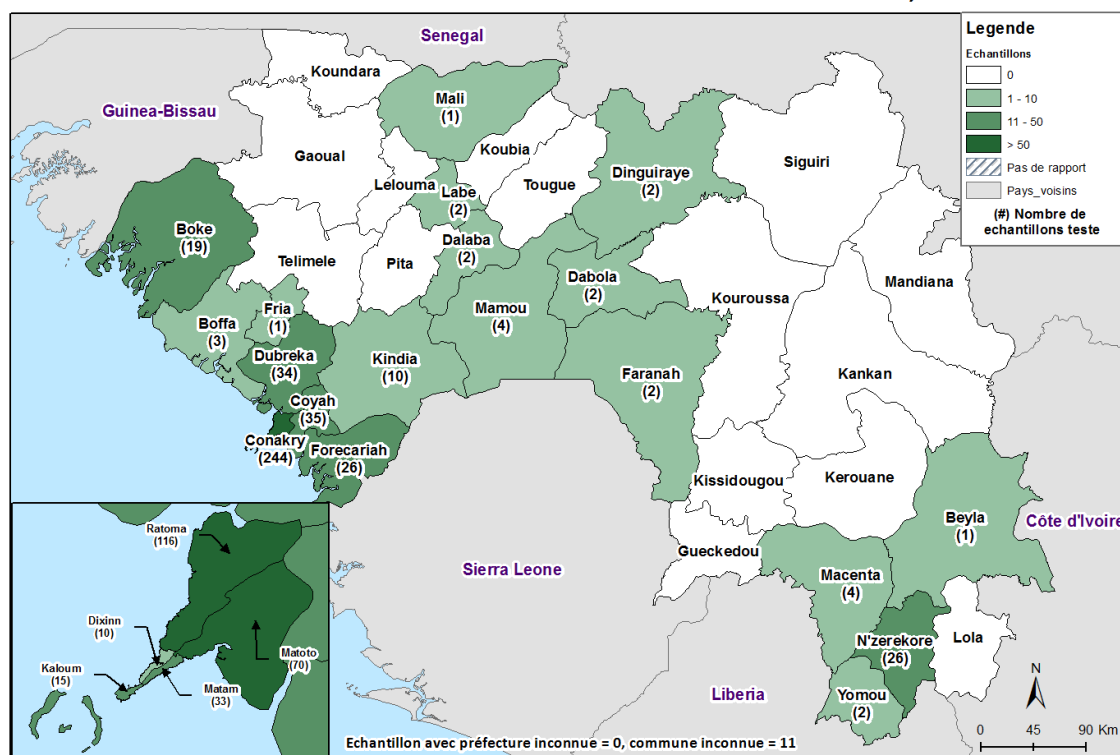 Senegal
Guinea-Bissau
Koundara
Mali
(1)
Gaoual
Koubia
Lelouma
Labe
(2)
Tougue
Dinguiraye
(2)
Siguiri
Boke
(19)
Telimele
Pita
Dalaba
(2)
Dabola
(2)
Kouroussa
Mandiana
Fria
(1)
Boffa
(3)
Mamou
(4)
Dubreka
(34)
Kindia
(10)
Faranah
(2)
Kankan
Coyah
(35)
Conakry
(244)
Forecariah
(26)
Kissidougou
Kerouane
Beyla
(1)
Côte d'Ivoire
Gueckedou
Sierra Leone
Macenta
(4)
N'zerekore
(26)
Lola
Yomou
(2)
Liberia
Legende
Echantillons
0
1 - 10
11 - 50
> 50
Pas de rapport
Pays_voisins
(#) Nombre de
echantillons teste
Ratoma
(116)
Dixinn
(10)
Kaloum
(15)
Matoto
(70)
Matam
(33)
N
0 45 90 Km
Echantillon avec préfecture inconnue = 0, commune inconnue = 11